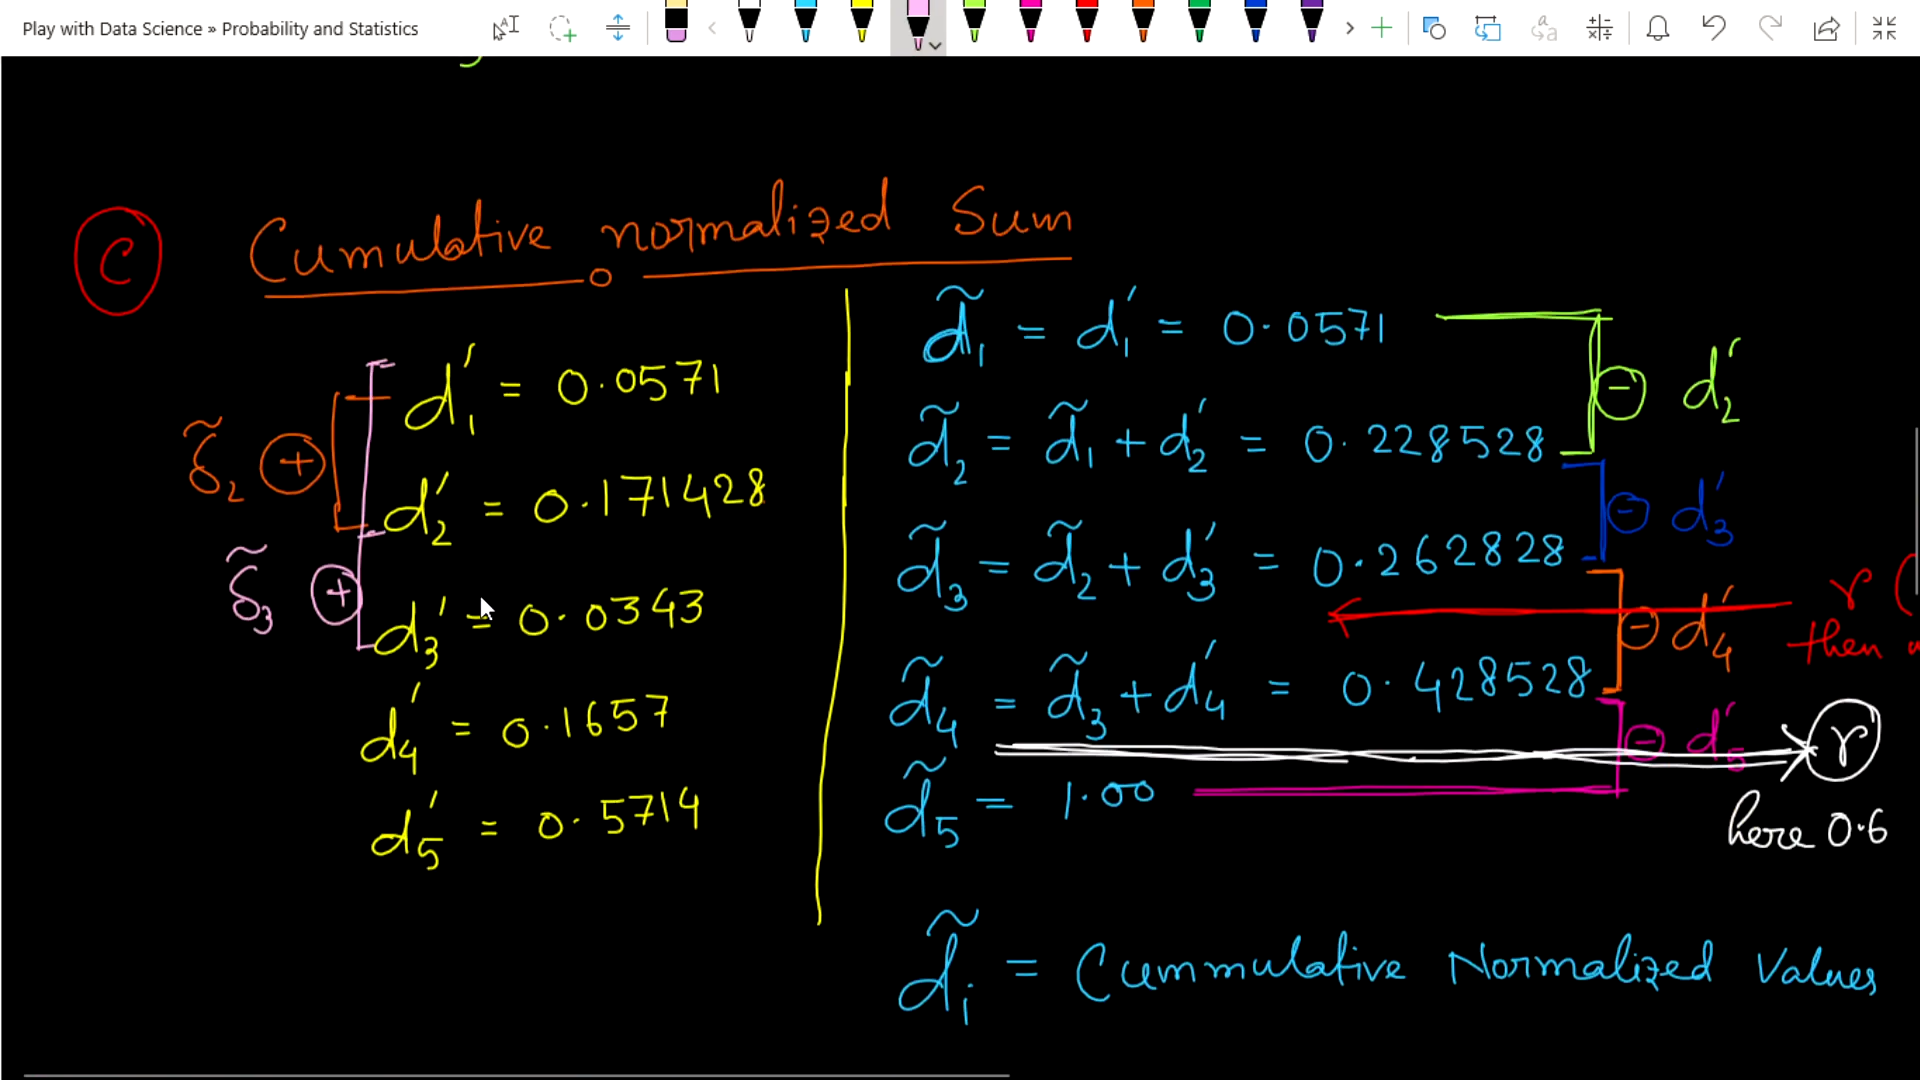 Play with Data Science » Probability and Statistics
C Cumulative normalized Sum
d₁' = 0.0571
d₂' = 0.171428
d₃' = 0.0343
d₄' = 0.1657
d₅' = 0.5714
δ̃₂ +
δ̃₃ +
d̃₁ = d₁' = 0.0571
d̃₂ = d̃₁ + d₂' = 0.228528
d̃₃ = d̃₂ + d₃' = 0.262828
d̃₄ = d̃₃ + d₄' = 0.428528
d̃₅ = 1.00
- d₂'
- d₃'
- d₄'
- d₅'
r (
then
r
here 0.6
d̃ᵢ = Cummulative Normalized Values